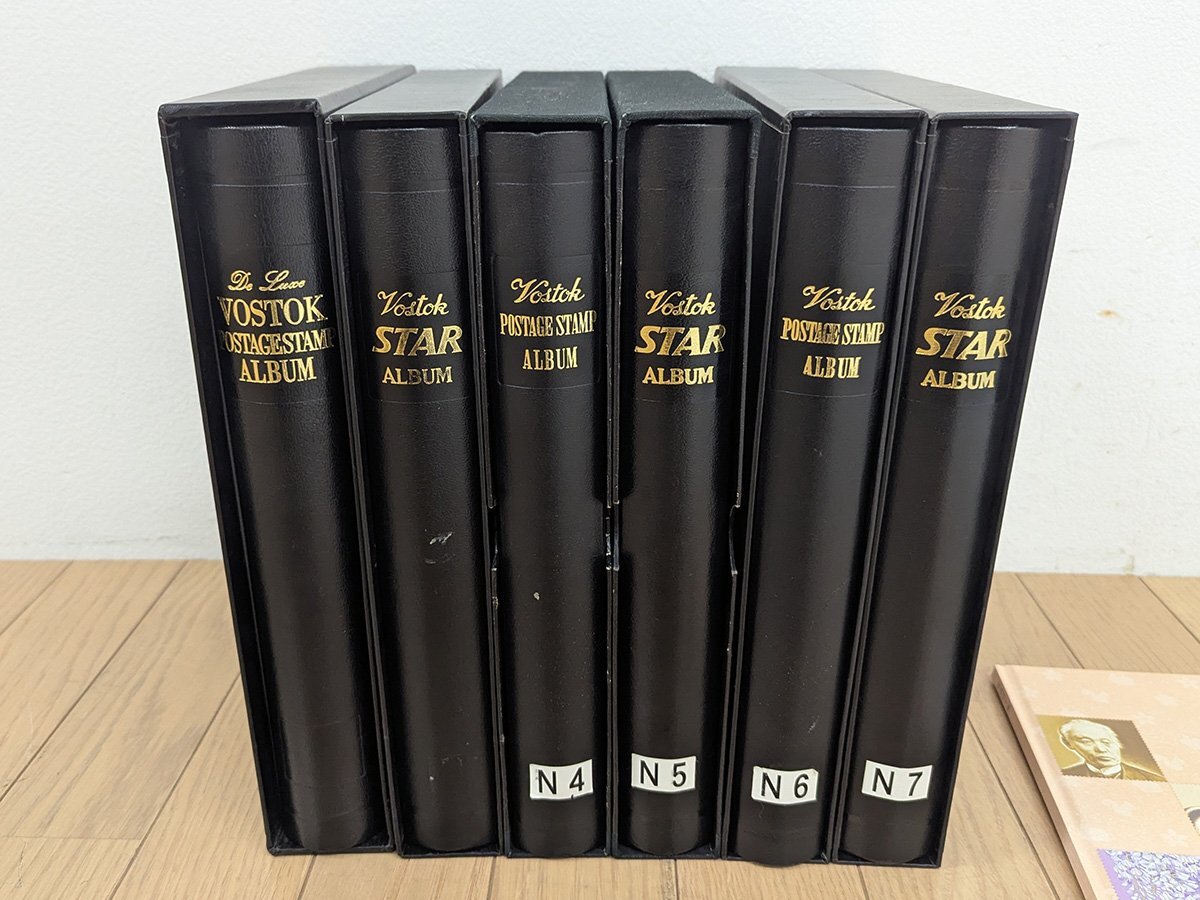 De Luxe
VOSTOK
POSTAGE STAMP
ALBUM
Vostok
STAR
ALBUM
Vostok
POSTAGE STAMP
ALBUM
N4
Vostok
STAR
ALBUM
N5
Vostok
POSTAGE STAMP
ALBUM
N6
Vostok
STAR
ALBUM
N7